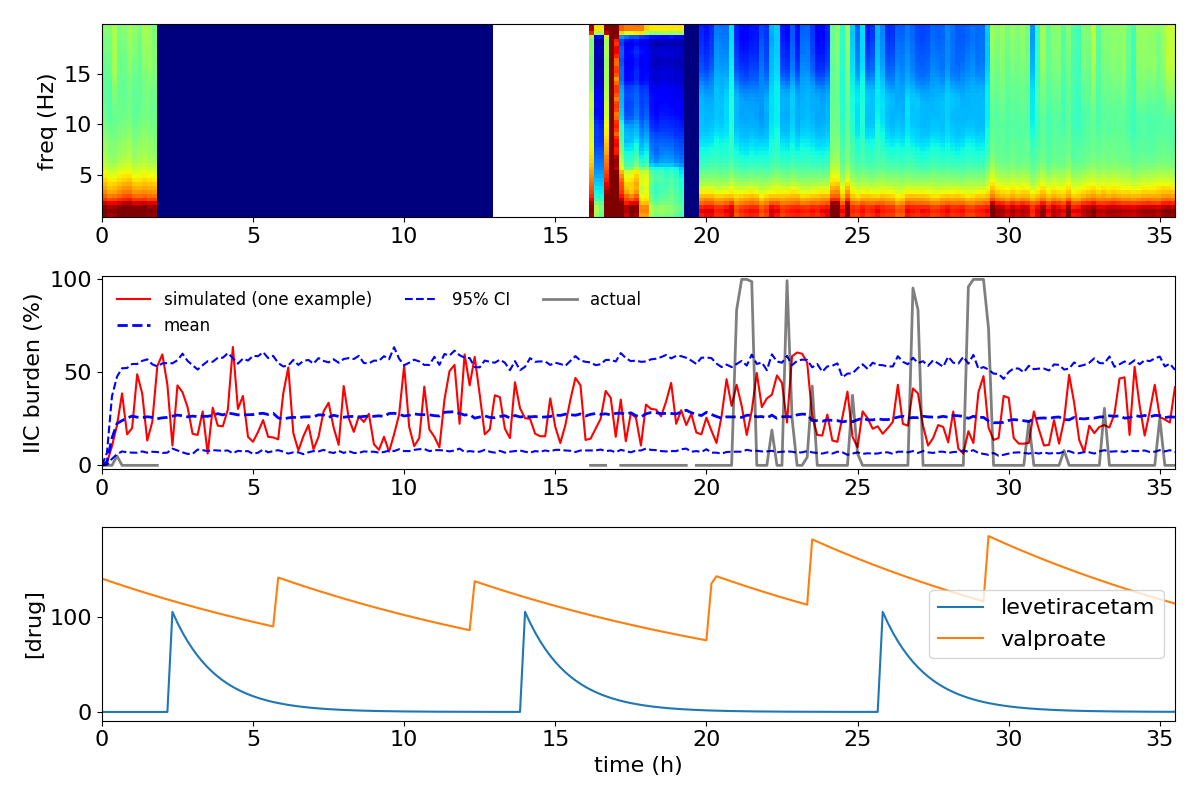 freq (Hz)
15
10
5
0 5 10 15 20 25 30 35
IIC burden (%)
100
50
0
simulated (one example) 95% CI actual
mean
0 5 10 15 20 25 30 35
[drug]
100
0
levetiracetam
valproate
0 5 10 15 20 25 30 35
time (h)